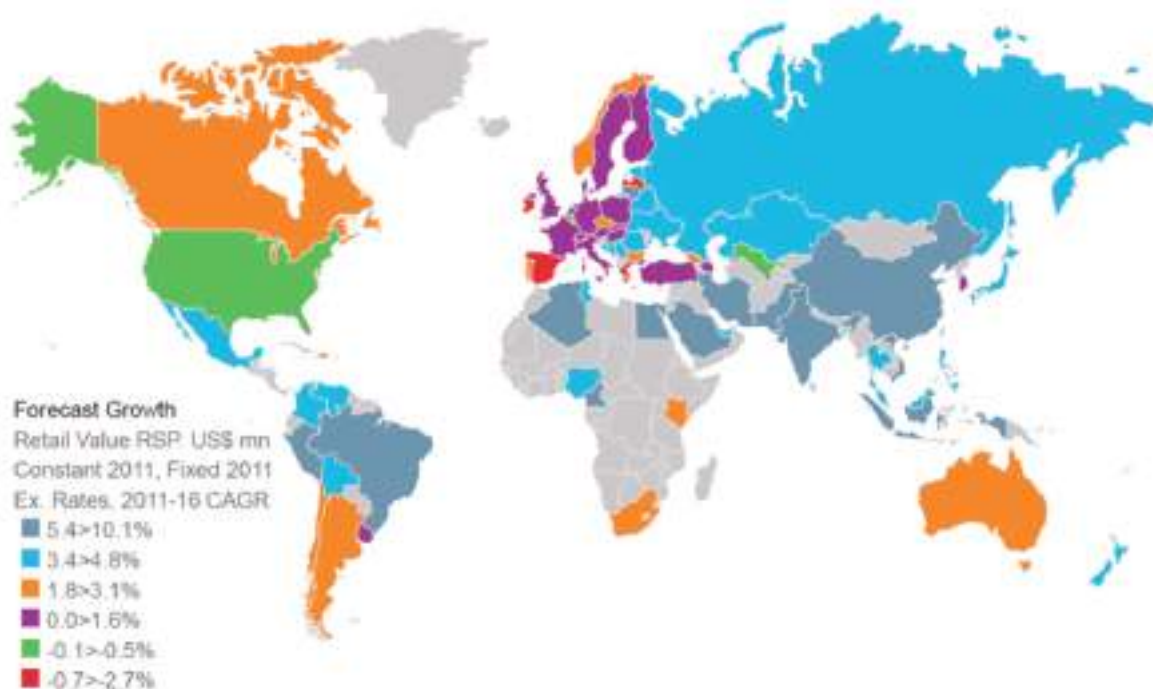 Forecast Growth
Retail Value RSP US$ mn
Constant 2011, Fixed 2011
Ex. Rates, 2011-16 CAGR
5.4>10.1%
3.4>4.8%
1.8>3.1%
0.0>1.6%
-0.1>-0.5%
-0.7>-2.7%